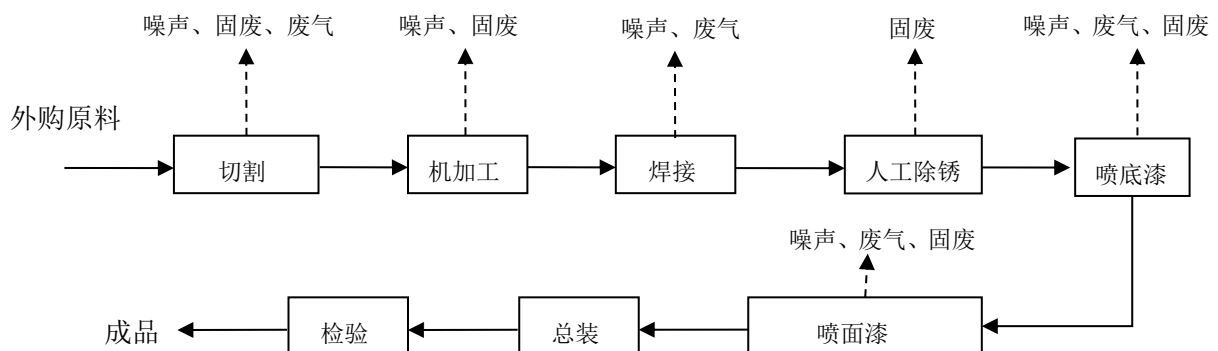 噪声、固废、废气
噪声、固废
噪声、废气
固废
噪声、废气、固废
外购原料
切割
机加工
焊接
人工除锈
喷底漆
噪声、废气、固废
成品
检验
总装
喷面漆